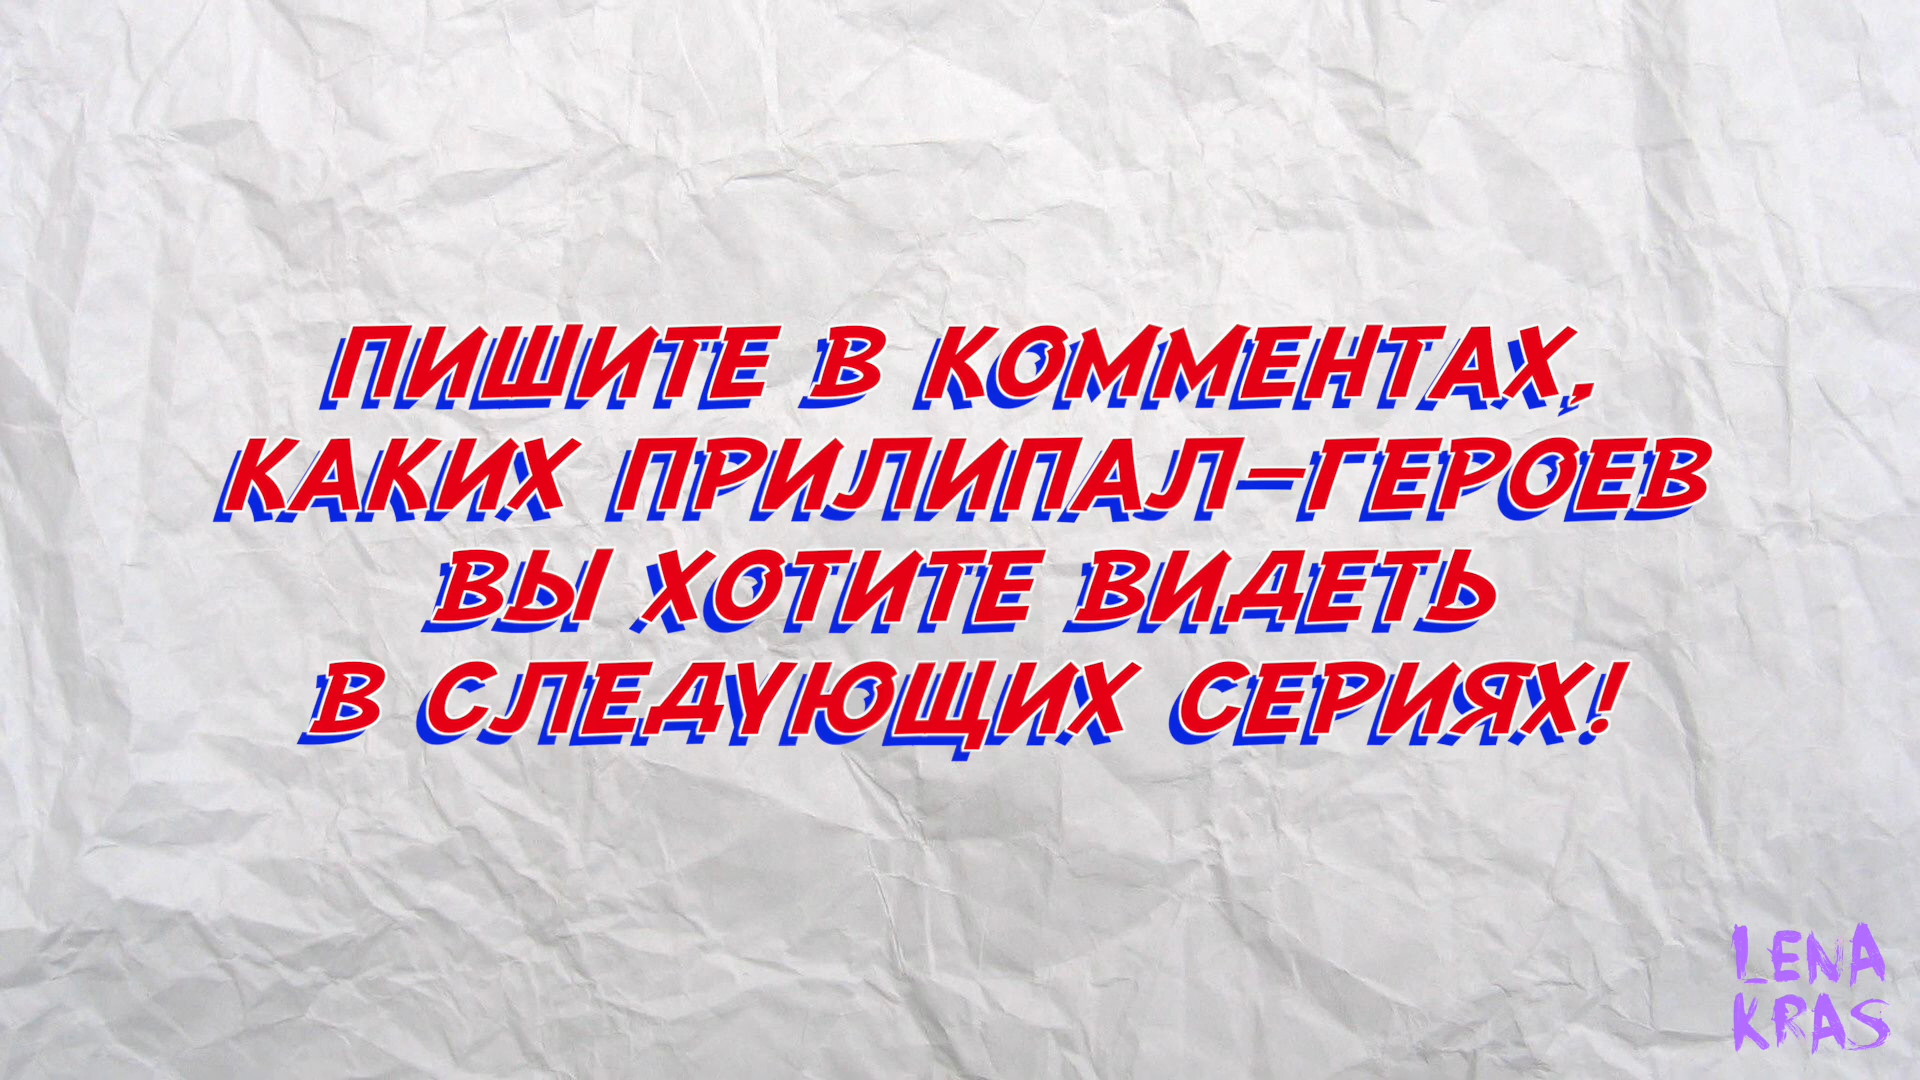 ПИШИТЕ В КОММЕНТАХ,
КАКИХ ПРИЛИПАЛ-ГЕРОЕВ
ВЫ ХОТИТЕ ВИДЕТЬ
В СЛЕДУЮЩИХ СЕРИЯХ!
LENA
KRAS